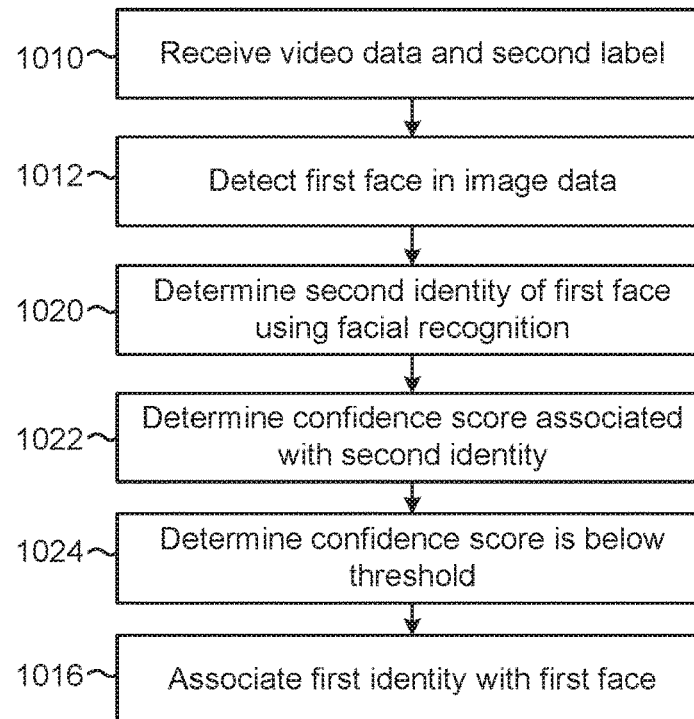 1010 Receive video data and second label
1012 Detect first face in image data
1020 Determine second identity of first face
using facial recognition
1022 Determine confidence score associated
with second identity
1024 Determine confidence score is below
threshold
1016 Associate first identity with first face